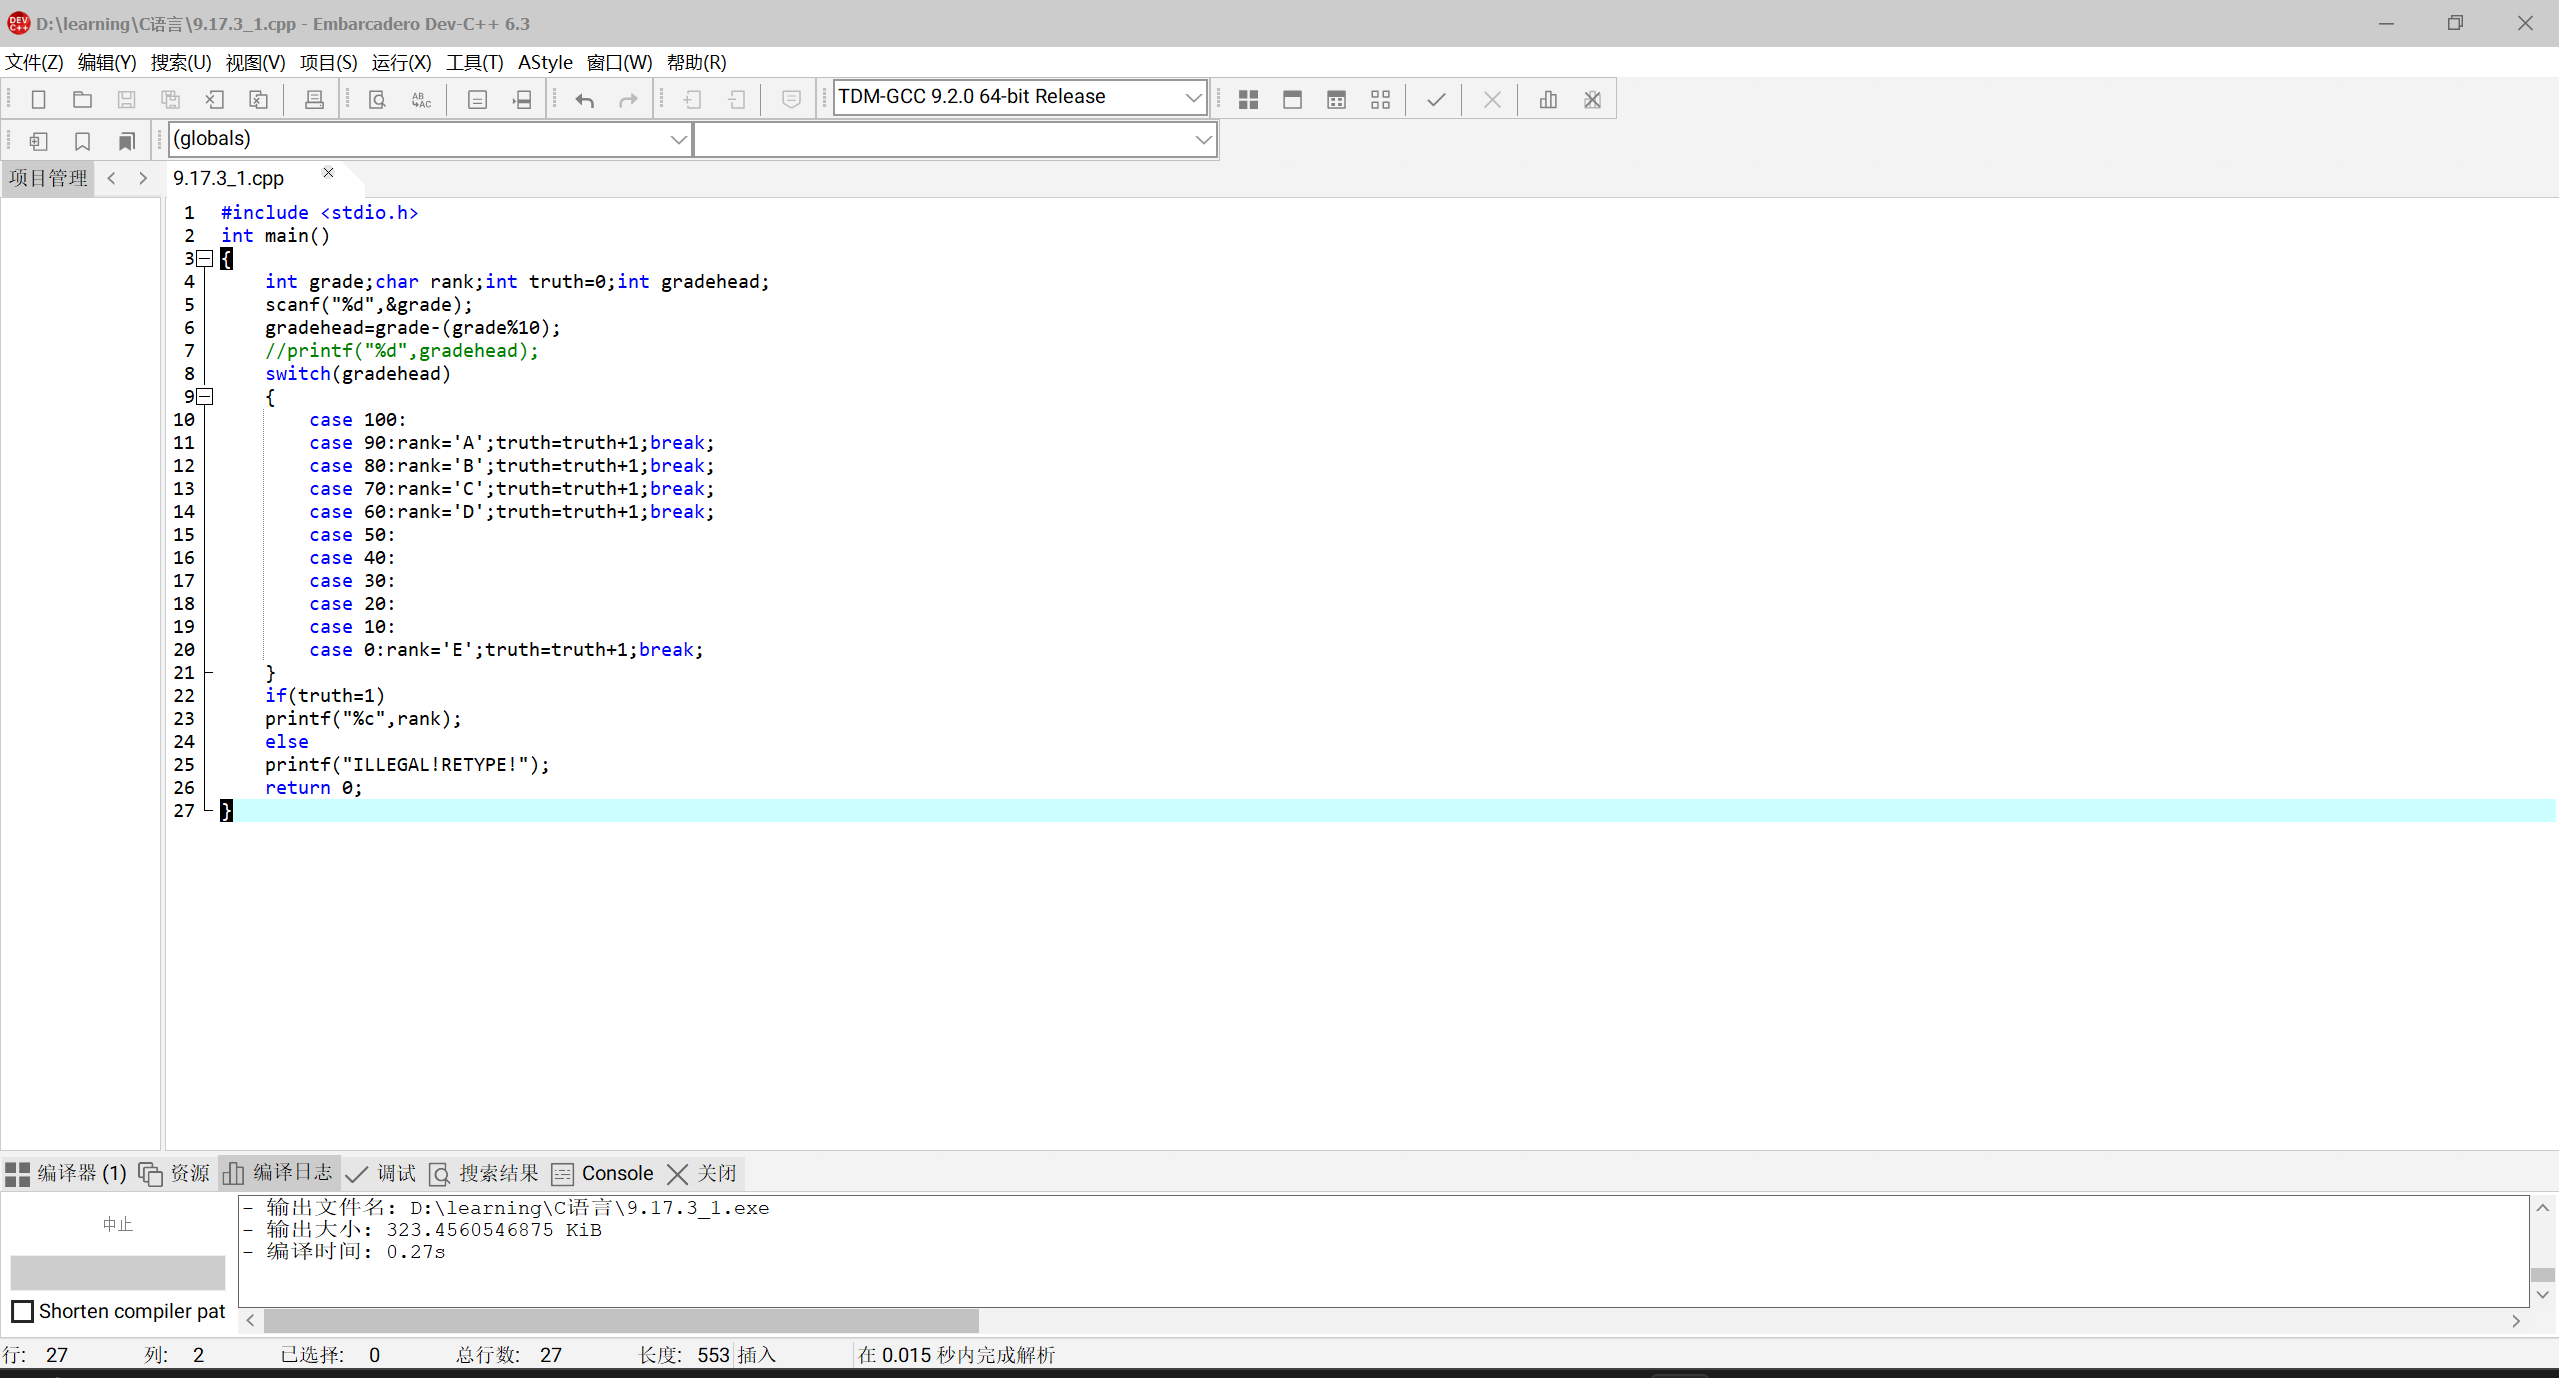 D:\learning\C语言\9.17.3_1.cpp - Embarcadero Dev-C++ 6.3
文件(Z) 编辑(Y) 搜索(U) 视图(V) 项目(S) 运行(X) 工具(T) AStyle 窗口(W) 帮助(R)
TDM-GCC 9.2.0 64-bit Release
(globals)
项目管理 9.17.3_1.cpp
1 #include <stdio.h>
2 int main()
3 {
4 int grade;char rank;int truth=0;int gradehead;
5 scanf("%d",&grade);
6 gradehead=grade-(grade%10);
7 //printf("%d",gradehead);
8 switch(gradehead)
9 {
10 case 100:
11 case 90:rank='A';truth=truth+1;break;
12 case 80:rank='B';truth=truth+1;break;
13 case 70:rank='C';truth=truth+1;break;
14 case 60:rank='D';truth=truth+1;break;
15 case 50:
16 case 40:
17 case 30:
18 case 20:
19 case 10:
20 case 0:rank='E';truth=truth+1;break;
21 }
22 if(truth=1)
23 printf("%c",rank);
24 else
25 printf("ILLEGAL!RETYPE!");
26 return 0;
27 }
编译器 (1) 资源 编译日志 调试 搜索结果 Console 关闭
中止
Shorten compiler pat
- 输出文件名: D:\learning\C语言\9.17.3_1.exe
- 输出大小: 323.4560546875 KiB
- 编译时间: 0.27s
行: 27 列: 2 已选择: 0 总行数: 27 长度: 553 插入 在 0.015 秒内完成解析